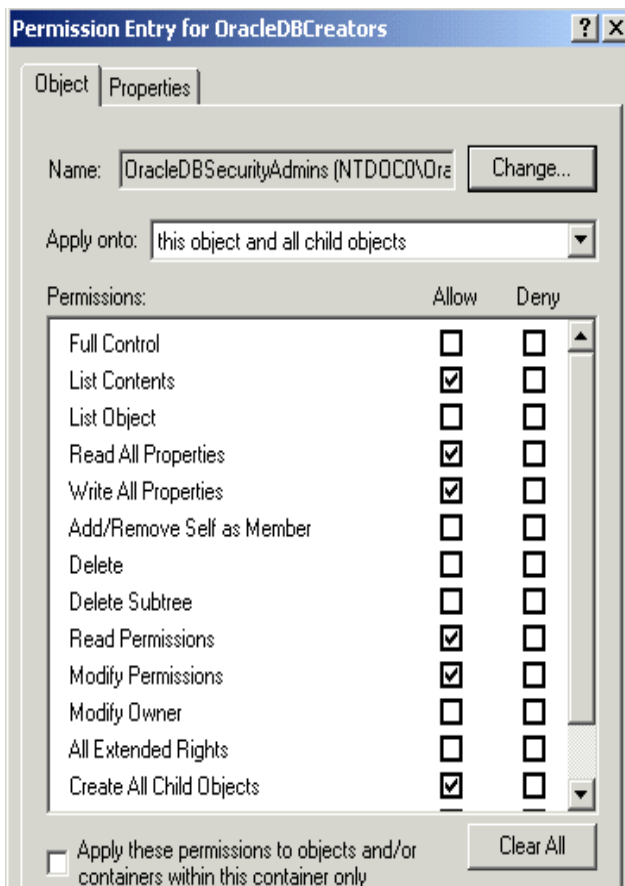 Permission Entry for OracleDBCreators
Object Properties
Name: OracleDBSecurityAdmins (NTDOC0\Ora Change...
Apply onto: this object and all child objects
Permissions: Allow Deny
Full Control
List Contents
List Object
Read All Properties
Write All Properties
Add/Remove Self as Member
Delete
Delete Subtree
Read Permissions
Modify Permissions
Modify Owner
All Extended Rights
Create All Child Objects
Apply these permissions to objects and/or
containers within this container only
Clear All